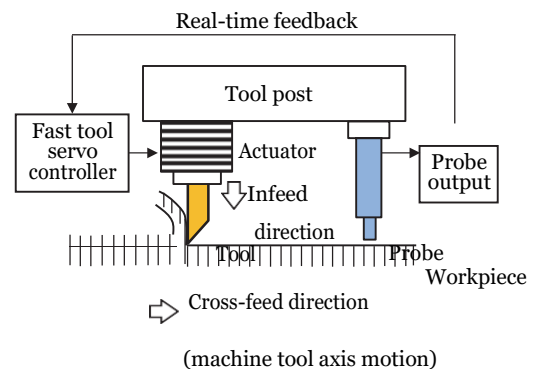 Real-time feedback
Tool post
Fast tool
servo
controller
Actuator
Probe
output
Infeed
direction
Tool
Probe
Workpiece
Cross-feed direction
(machine tool axis motion)